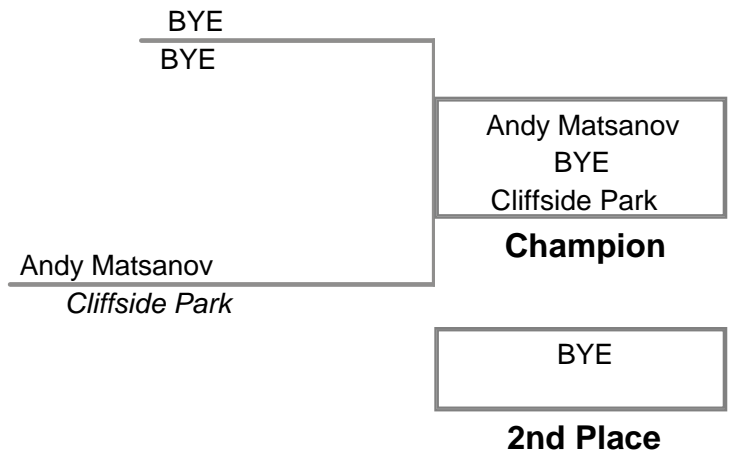 BYE
BYE
Andy Matsanov
BYE
Cliffside Park
Champion
Andy Matsanov
Cliffside Park
BYE
2nd Place